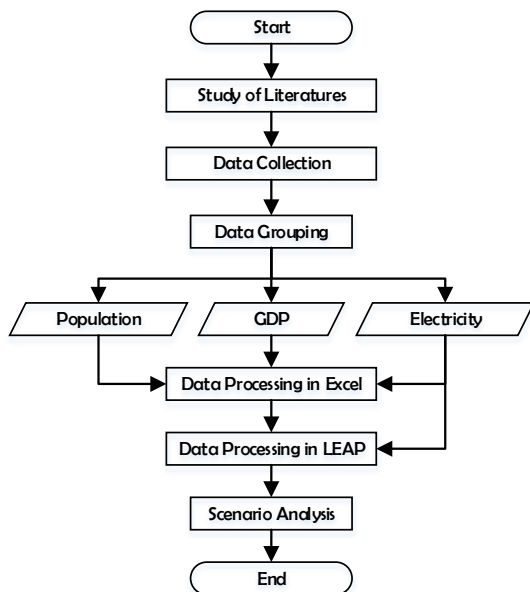 Start
Study of Literatures
Data Collection
Data Grouping
Population
GDP
Electricity
Data Processing in Excel
Data Processing in LEAP
Scenario Analysis
End